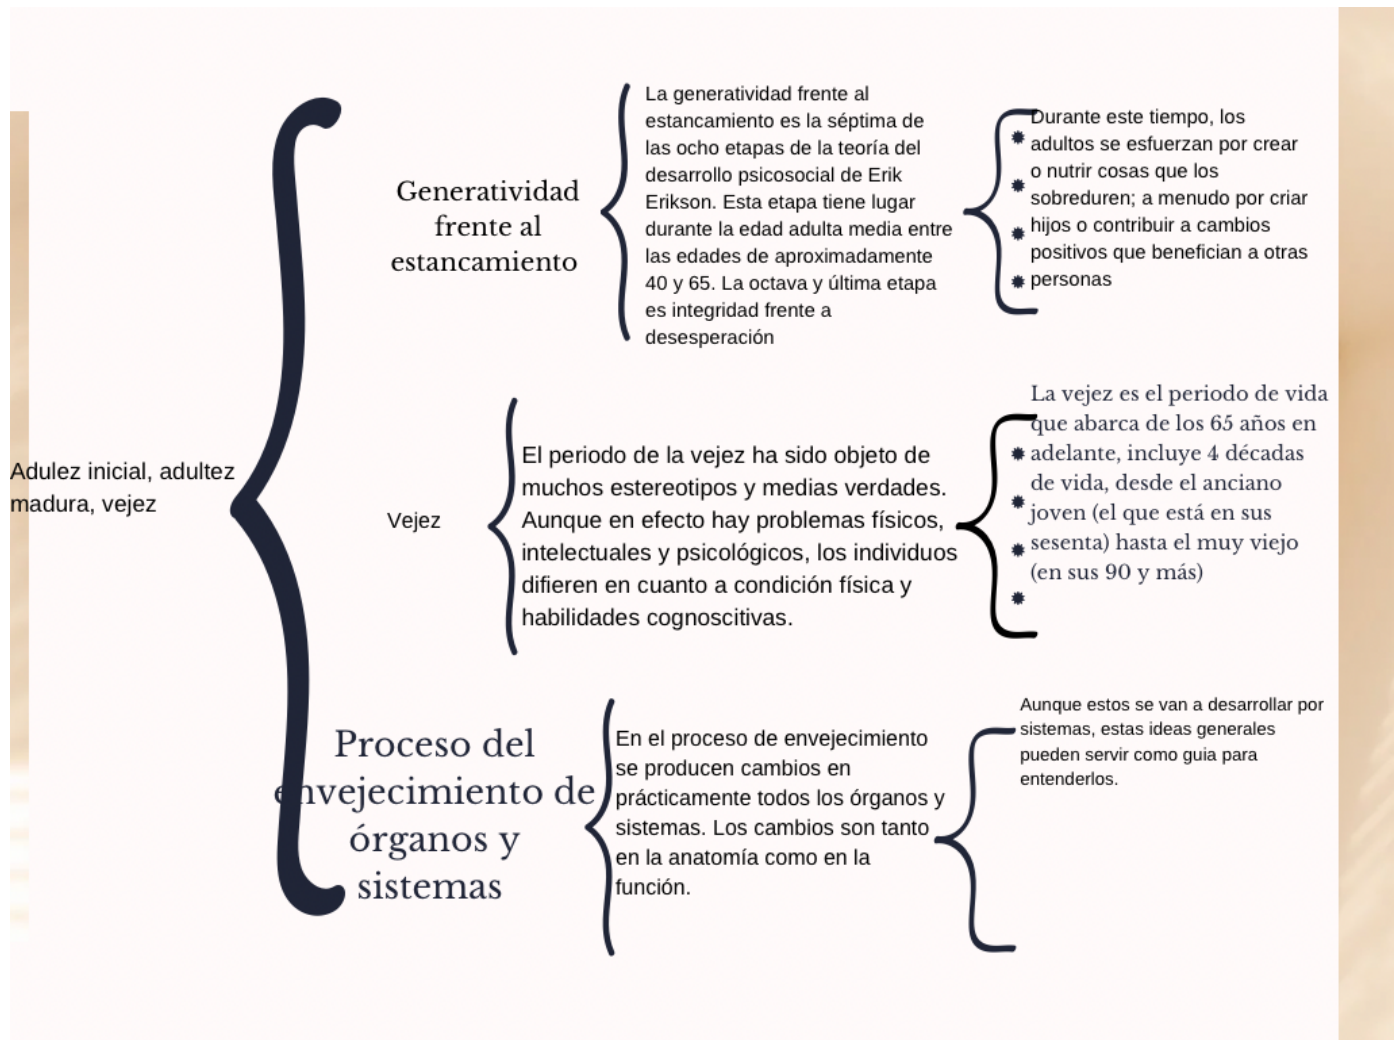 Adulez inicial, adultez
madura, vejez
Generatividad
frente al
estancamiento
La generatividad frente al
estancamiento es la séptima de
las ocho etapas de la teoría del
desarrollo psicosocial de Erik
Erikson. Esta etapa tiene lugar
durante la edad adulta media entre
las edades de aproximadamente
40 y 65. La octava y última etapa
es integridad frente a
desesperación
Durante este tiempo, los
adultos se esfuerzan por crear
o nutrir cosas que los
sobreduren; a menudo por criar
hijos o contribuir a cambios
positivos que benefician a otras
personas
Vejez
El periodo de la vejez ha sido objeto de
muchos estereotipos y medias verdades.
Aunque en efecto hay problemas físicos,
intelectuales y psicológicos, los individuos
difieren en cuanto a condición física y
habilidades cognoscitivas.
La vejez es el periodo de vida
que abarca de los 65 años en
adelante, incluye 4 décadas
de vida, desde el anciano
joven (el que está en sus
sesenta) hasta el muy viejo
(en sus 90 y más)
Proceso del
envejecimiento de
órganos y
sistemas
En el proceso de envejecimiento
se producen cambios en
prácticamente todos los órganos y
sistemas. Los cambios son tanto
en la anatomía como en la
función.
Aunque estos se van a desarrollar por
sistemas, estas ideas generales
pueden servir como guia para
entenderlos.